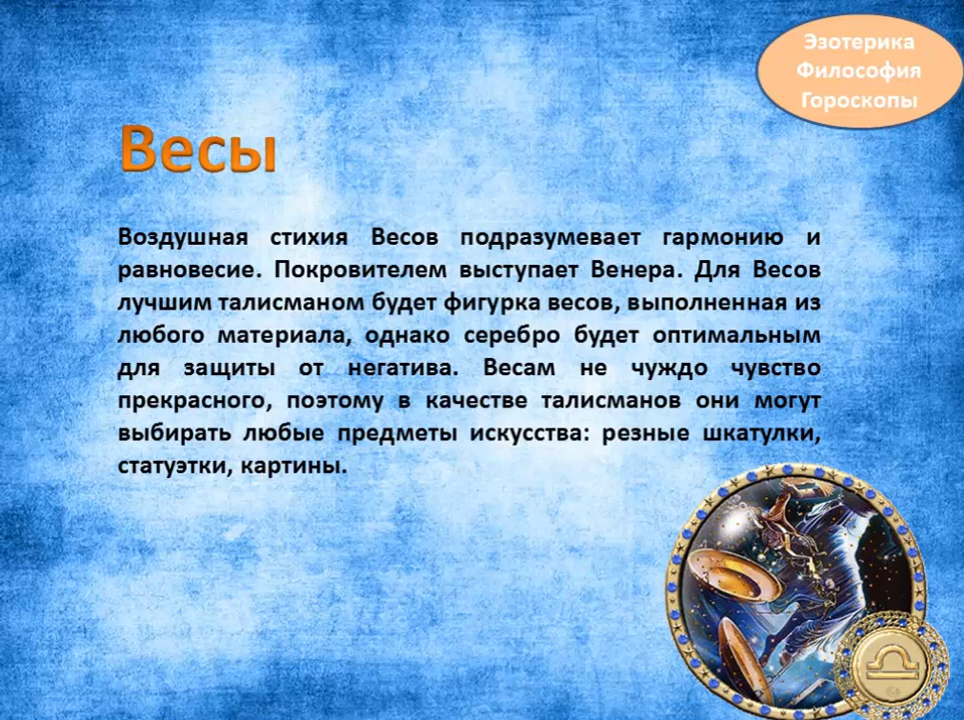 Эзотерика
Философия
Гороскопы
Весы
Воздушная стихия Весов подразумевает гармонию и
равновесие. Покровителем выступает Венера. Для Весов
лучшим талисманом будет фигурка весов, выполненная из
любого материала, однако серебро будет оптимальным
для защиты от негатива. Весам не чуждо чувство
прекрасного, поэтому в качестве талисманов они могут
выбирать любые предметы искусства: резные шкатулки,
статуэтки, картины.